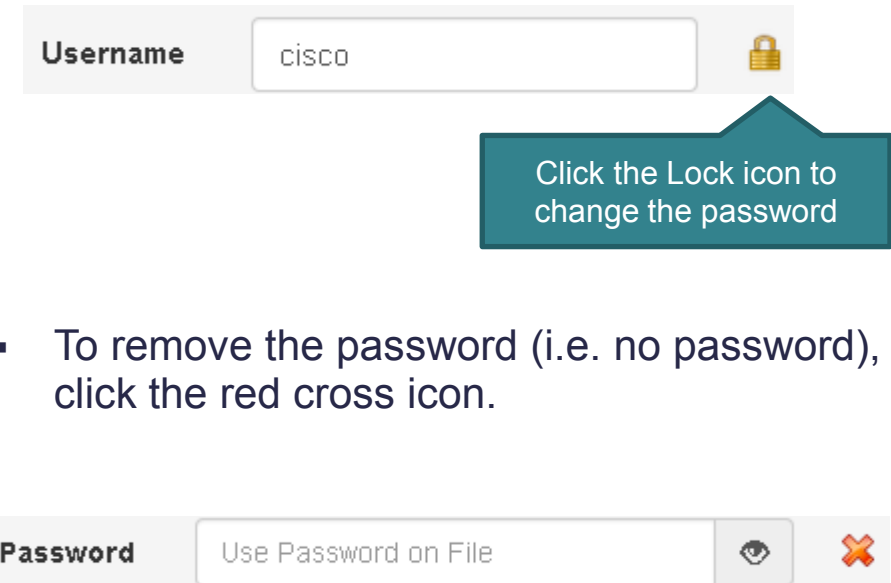 Username cisco
Click the Lock icon to
change the password
▪ To remove the password (i.e. no password),
click the red cross icon.
Password Use Password on File